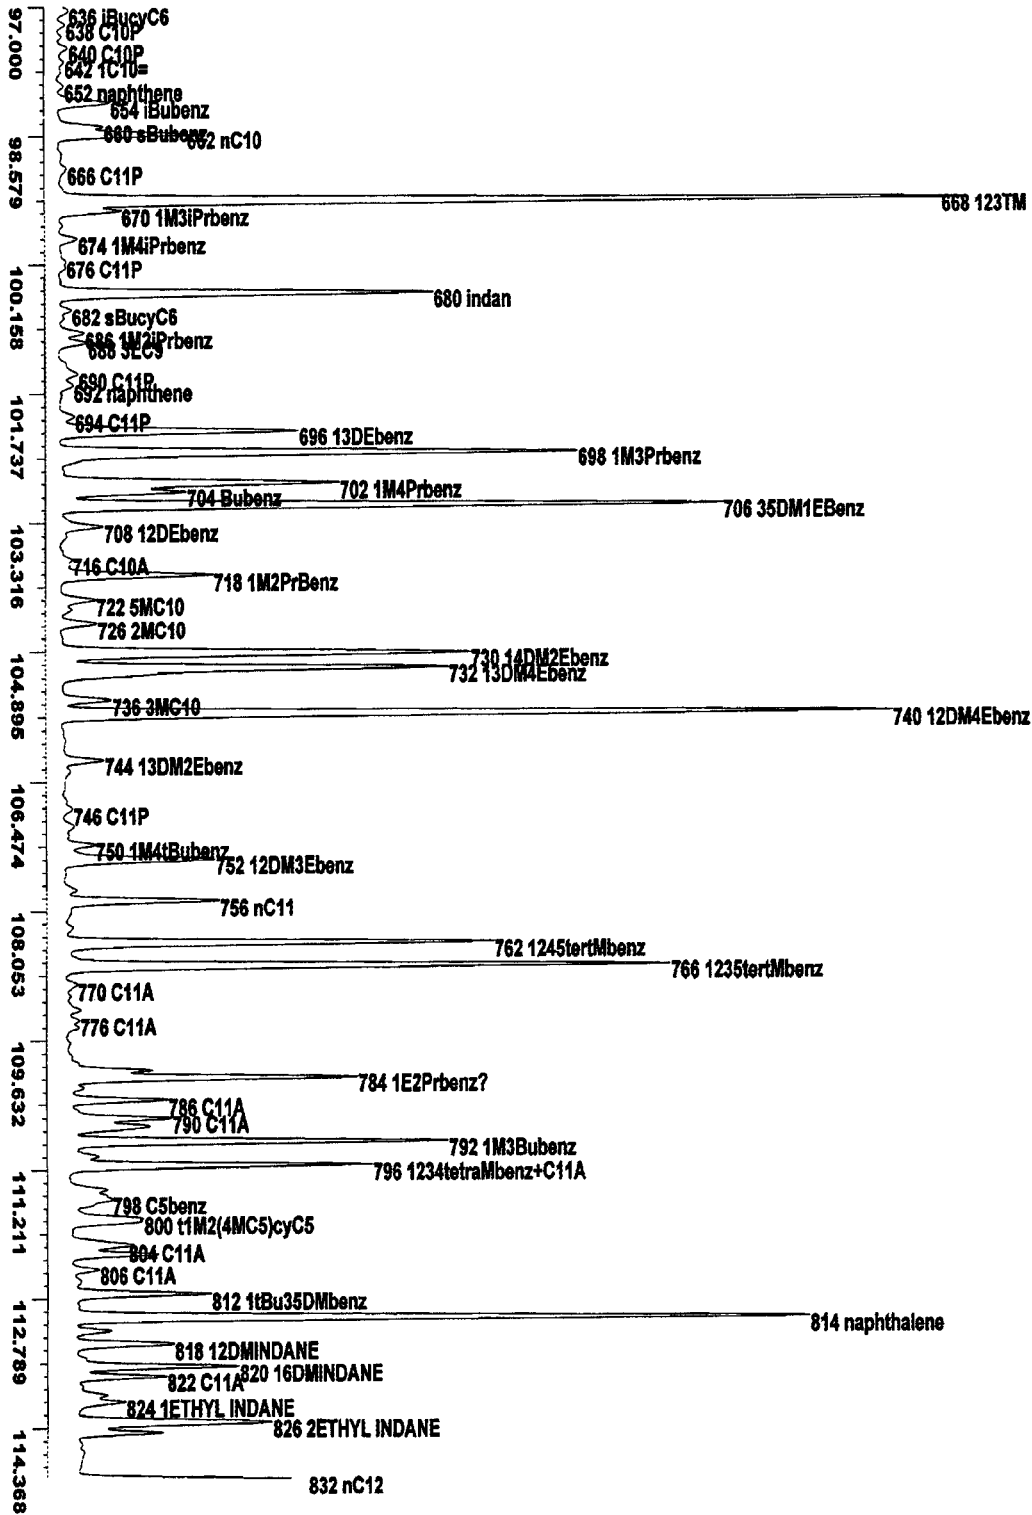 97.000
98.579
100.158
101.737
103.316
104.895
106.474
108.053
109.632
111.211
112.789
114.368
636 iBucyC6
638 C10P
640 C10P
642 1C10=
652 naphthene
654 iBubenz
660 sBubenz
662 nC10
666 C11P
668 123TM
670 1M3iPrbenz
674 1M4iPrbenz
676 C11P
680 indan
682 sBucyC6
686 1M2iPrbenz
688 3EC9
690 C11P
692 naphthene
694 C11P
696 13DEbenz
698 1M3Prbenz
702 1M4Prbenz
704 Bubenz
706 35DM1EBenz
708 12DEbenz
716 C10A
718 1M2PrBenz
722 5MC10
726 2MC10
730 14DM2Ebenz
732 13DM4Ebenz
736 3MC10
740 12DM4Ebenz
744 13DM2Ebenz
746 C11P
750 1M4tBubenz
752 12DM3Ebenz
756 nC11
762 1245tertMbenz
766 1235tertMbenz
770 C11A
776 C11A
784 1E2Prbenz?
786 C11A
790 C11A
792 1M3Bubenz
796 1234tetraMbenz+C11A
798 C5benz
800 t1M2(4MC5)cyC5
804 C11A
806 C11A
812 1tBu35DMbenz
814 naphthalene
818 12DMINDANE
820 16DMINDANE
822 C11A
824 1ETHYL INDANE
826 2ETHYL INDANE
832 nC12